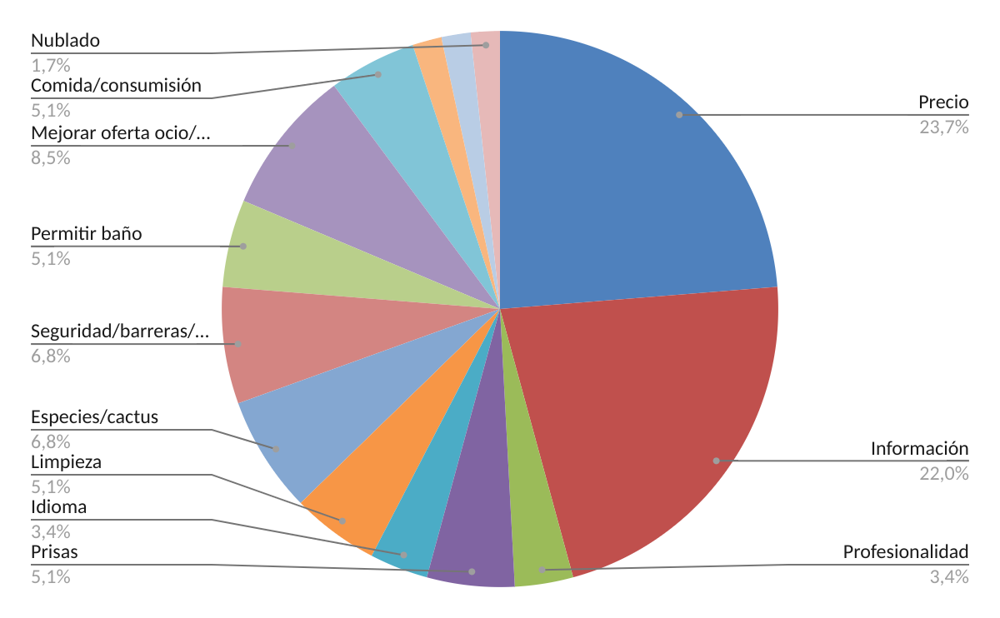 Nublado
1,7%
Comida/consumisión
5,1%
Mejorar oferta ocio/...
8,5%
Permitir baño
5,1%
Seguridad/barreras/...
6,8%
Especies/cactus
6,8%
Limpieza
5,1%
Idioma
3,4%
Prisas
5,1%
Precio
23,7%
Información
22,0%
Profesionalidad
3,4%